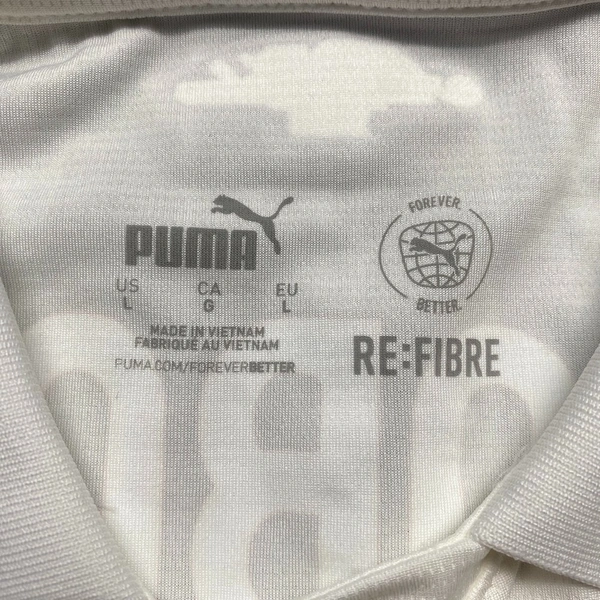 PUMA
US CA EU
L G L
MADE IN VIETNAM
FABRIQUÉ AU VIETNAM
PUMA.COM/FOREVERBETTER
FOREVER.
BETTER.
RE:FIBRE